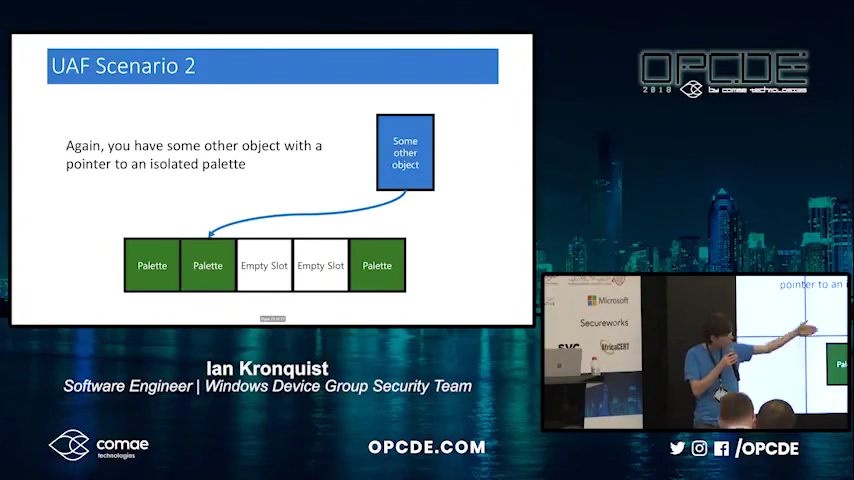 UAF Scenario 2
Again, you have some other object with a
pointer to an isolated palette
Some
other
object
Palette
Palette
Empty Slot
Empty Slot
Palette
OPCDE
2018
by comae technologies
Microsoft
Secureworks
AfricaCERT
pointer to an i
Pal
Ian Kronquist
Software Engineer | Windows Device Group Security Team
comae
technologies
OPCDE.COM
/OPCDE